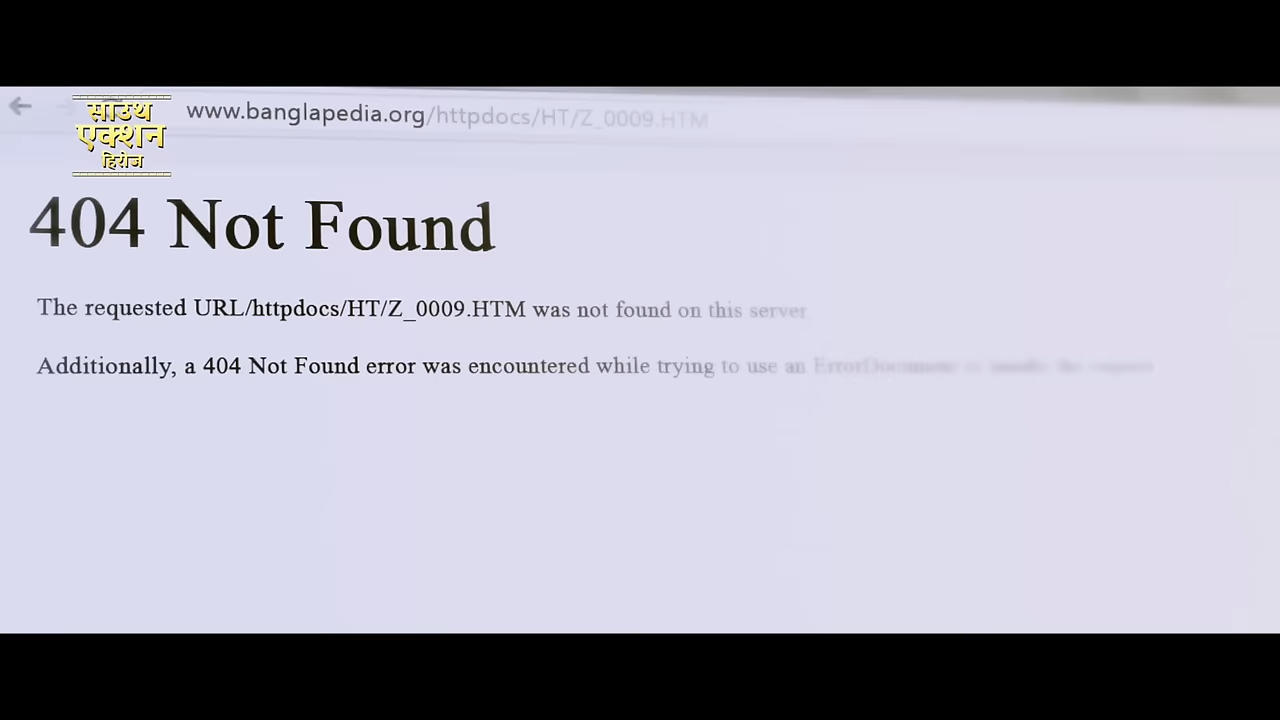 साउथ
एक्शन
हिरोज
www.banglapedia.org/httpdocs/HT/Z_0009.HTM
404 Not Found
The requested URL/httpdocs/HT/Z_0009.HTM was not found on this server
Additionally, a 404 Not Found error was encountered while trying to use an ErrorDocument